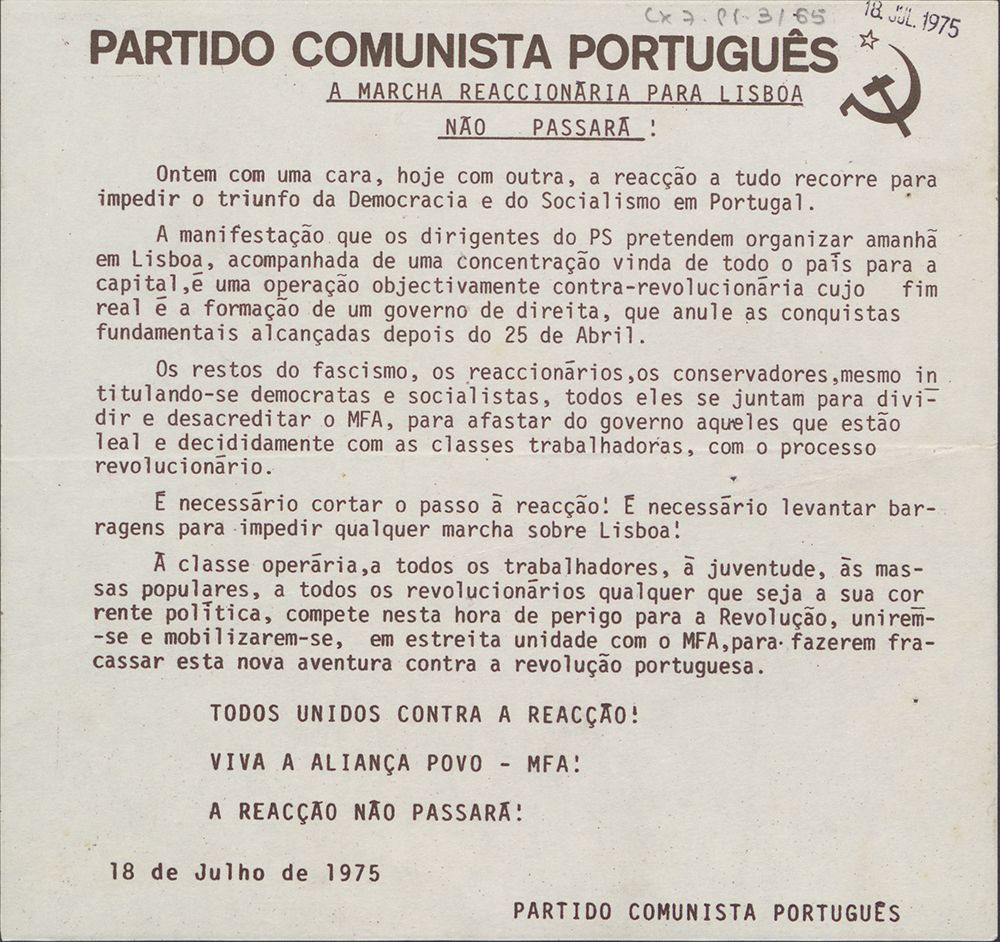 Cx 7. P1-31-65
18. JUL. 1975
PARTIDO COMUNISTA PORTUGUÊS
A MARCHA REACCIONÁRIA PARA LISBOA
NÃO PASSARÁ !
Ontem com uma cara, hoje com outra, a reacção a tudo recorre para
impedir o triunfo da Democracia e do Socialismo em Portugal.
A manifestação que os dirigentes do PS pretendem organizar amanhã
em Lisboa, acompanhada de uma concentração vinda de todo o país para a
capital,é uma operação objectivamente contra-revolucionária cujo fim
real é a formação de um governo de direita, que anule as conquistas
fundamentais alcançadas depois do 25 de Abril.
Os restos do fascismo, os reaccionários,os conservadores,mesmo in
titulando-se democratas e socialistas, todos eles se juntam para divi-
dir e desacreditar o MFA, para afastar do governo aqueles que estão
leal e decididamente com as classes trabalhadoras, com o processo
revolucionário.
É necessário cortar o passo à reacção! É necessário levantar bar-
ragens para impedir qualquer marcha sobre Lisboa!
À classe operária,a todos os trabalhadores, à juventude, às mas-
sas populares, a todos os revolucionários qualquer que seja a sua cor
rente política, compete nesta hora de perigo para a Revolução, unirem-
-se e mobilizarem-se, em estreita unidade com o MFA,para fazerem fra-
cassar esta nova aventura contra a revolução portuguesa.
TODOS UNIDOS CONTRA A REACÇÃO!
VIVA A ALIANÇA POVO - MFA!
A REACÇÃO NÃO PASSARÁ!
18 de Julho de 1975
PARTIDO COMUNISTA PORTUGUÊS